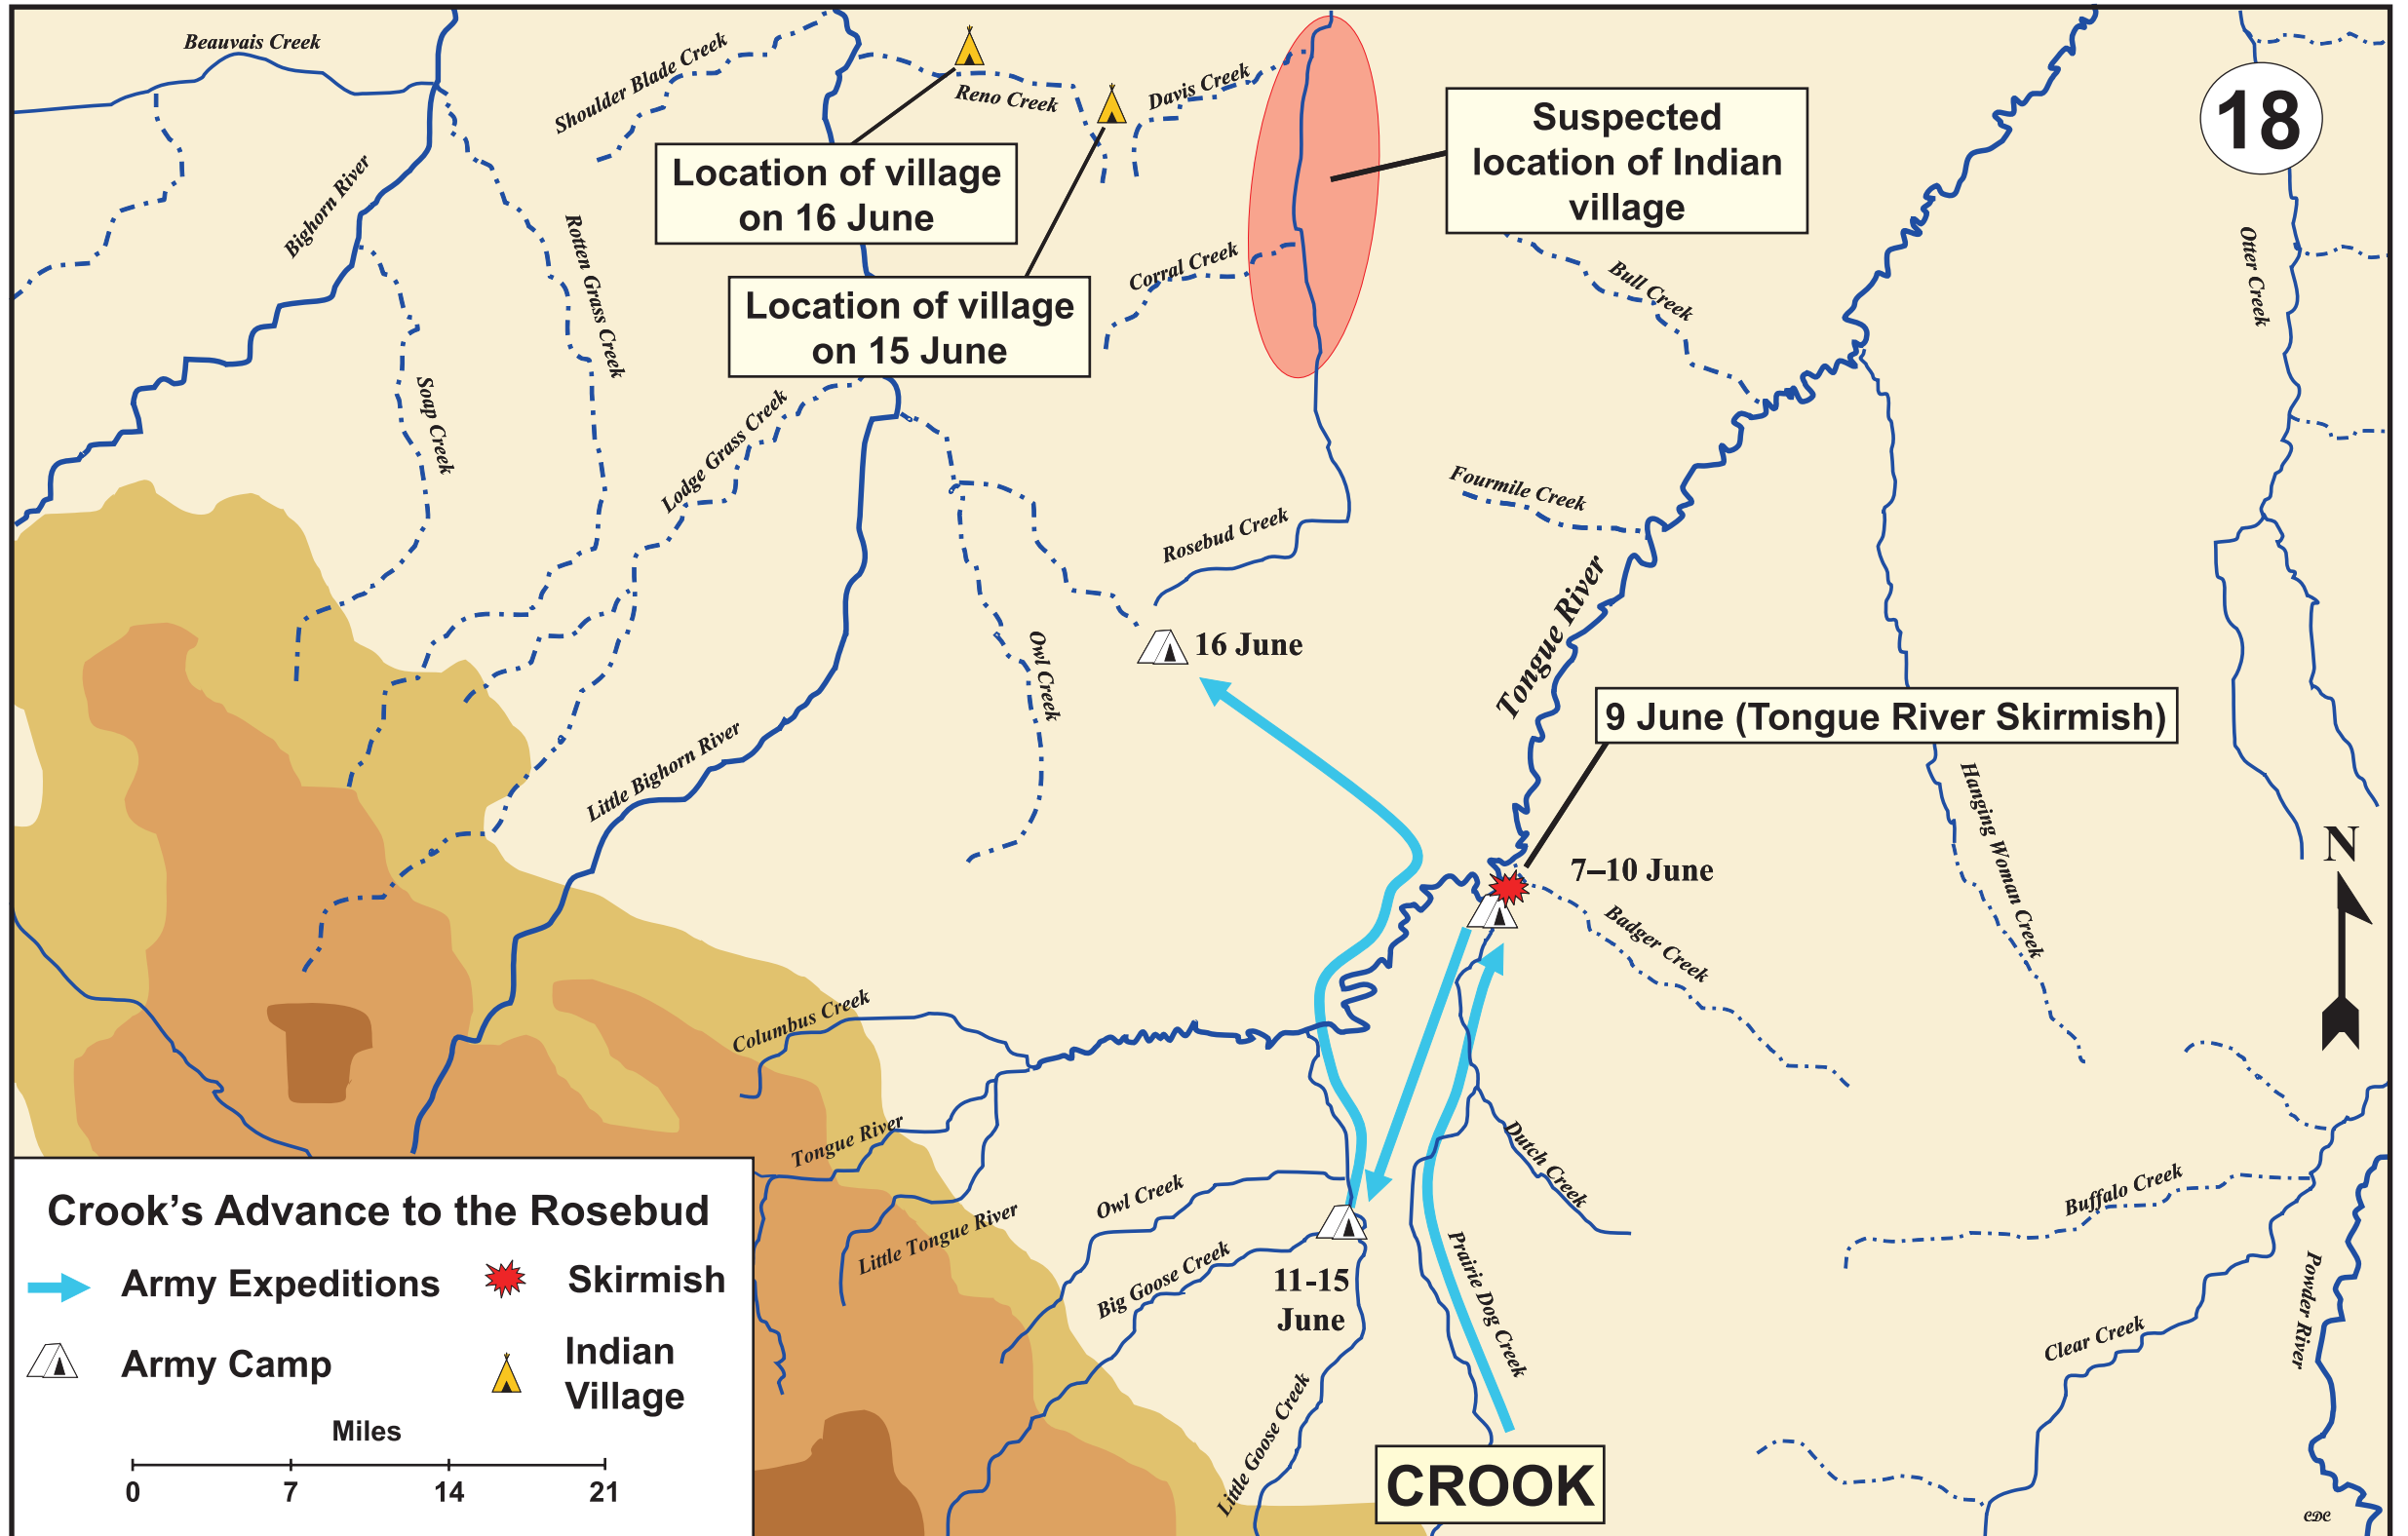 Beauvais Creek
Shoulder Blade Creek
Reno Creek
Davis Creek
Suspected
location of Indian
village
18
Location of village
on 16 June
Bighorn River
Rotten Grass Creek
Location of village
on 15 June
Corral Creek
Bull Creek
Otter Creek
Soap Creek
Lodge Grass Creek
Rosebud Creek
Fourmile Creek
Tongue River
16 June
Owl Creek
9 June (Tongue River Skirmish)
Little Bighorn River
Hanging Woman Creek
N
7–10 June
Badger Creek
Columbus Creek
Tongue River
Little Tongue River
Owl Creek
Big Goose Creek
Dutch Creek
Buffalo Creek
11-15
June
Prairie Dog Creek
Powder River
Clear Creek
Little Goose Creek
CROOK
Crook’s Advance to the Rosebud
Army Expeditions
Skirmish
Army Camp
Indian
Village
Miles
0 7 14 21
CDC